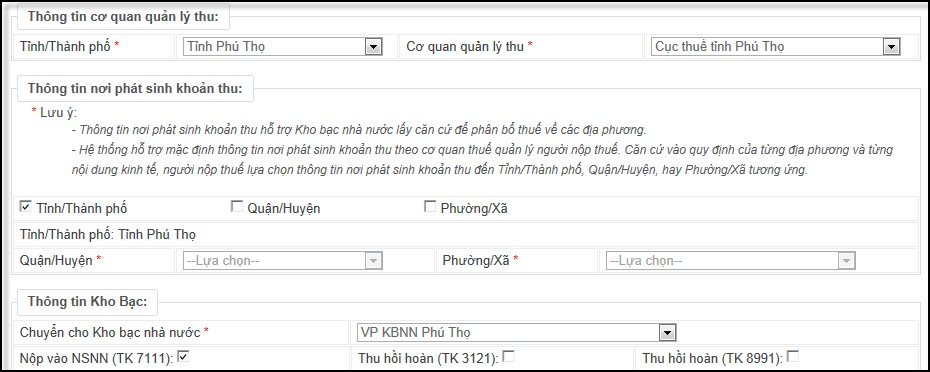 Thông tin cơ quan quản lý thu:
Tỉnh/Thành phố * Tỉnh Phú Thọ Cơ quan quản lý thu * Cục thuế tỉnh Phú Thọ
Thông tin nơi phát sinh khoản thu:
* Lưu ý:
- Thông tin nơi phát sinh khoản thu hỗ trợ Kho bạc nhà nước lấy căn cứ để phân bổ thuế về các địa phương.
- Hệ thống hỗ trợ mặc định thông tin nơi phát sinh khoản thu theo cơ quan thuế quản lý người nộp thuế. Căn cứ vào quy định của từng địa phương và từng
nội dung kinh tế, người nộp thuế lựa chọn thông tin nơi phát sinh khoản thu đến Tỉnh/Thành phố, Quận/Huyện, hay Phường/Xã tương ứng.
Tỉnh/Thành phố Quận/Huyện Phường/Xã
Tỉnh/Thành phố: Tỉnh Phú Thọ
Quận/Huyện * --Lựa chọn-- Phường/Xã * --Lựa chọn--
Thông tin Kho Bạc:
Chuyển cho Kho bạc nhà nước * VP KBNN Phú Thọ
Nộp vào NSNN (TK 7111): Thu hồi hoàn (TK 3121): Thu hồi hoàn (TK 8991):